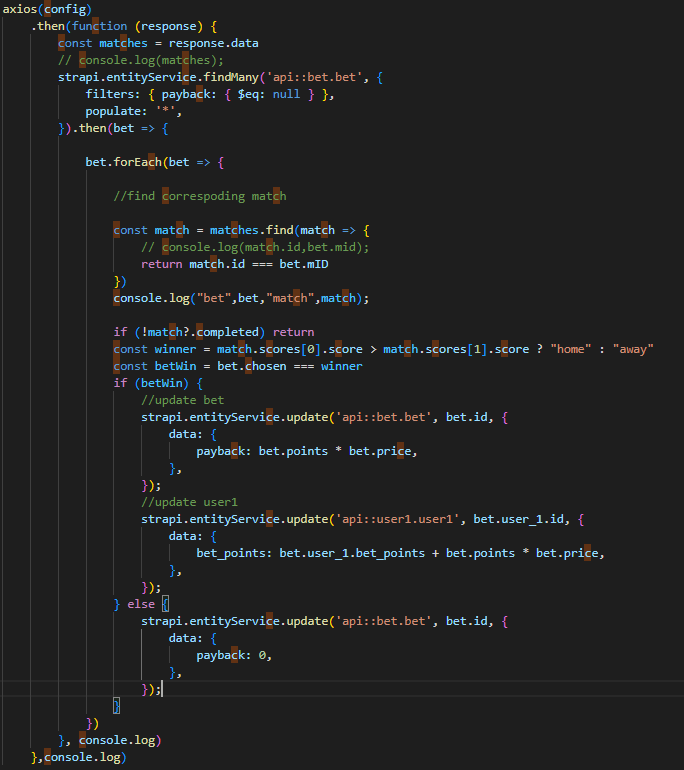 axios(config)
    .then(function (response) {
        const matches = response.data
        // console.log(matches);
        strapi.entityService.findMany('api::bet.bet', {
            filters: { payback: { $eq: null } },
            populate: '*',
        }).then(bet => {

            bet.forEach(bet => {

                //find correspoding match

                const match = matches.find(match => {
                    // console.log(match.id,bet.mid);
                    return match.id === bet.mID
                })
                console.log("bet",bet,"match",match);

                if (!match?.completed) return
                const winner = match.scores[0].score > match.scores[1].score ? "home" : "away"
                const betWin = bet.chosen === winner
                if (betWin) {
                    //update bet
                    strapi.entityService.update('api::bet.bet', bet.id, {
                        data: {
                            payback: bet.points * bet.price,
                        },
                    });
                    //update user1
                    strapi.entityService.update('api::user1.user1', bet.user_1.id, {
                        data: {
                            bet_points: bet.user_1.bet_points + bet.points * bet.price,
                        },
                    });
                } else {
                    strapi.entityService.update('api::bet.bet', bet.id, {
                        data: {
                            payback: 0,
                        },
                    });
                }
            })
        }, console.log)
    },console.log)